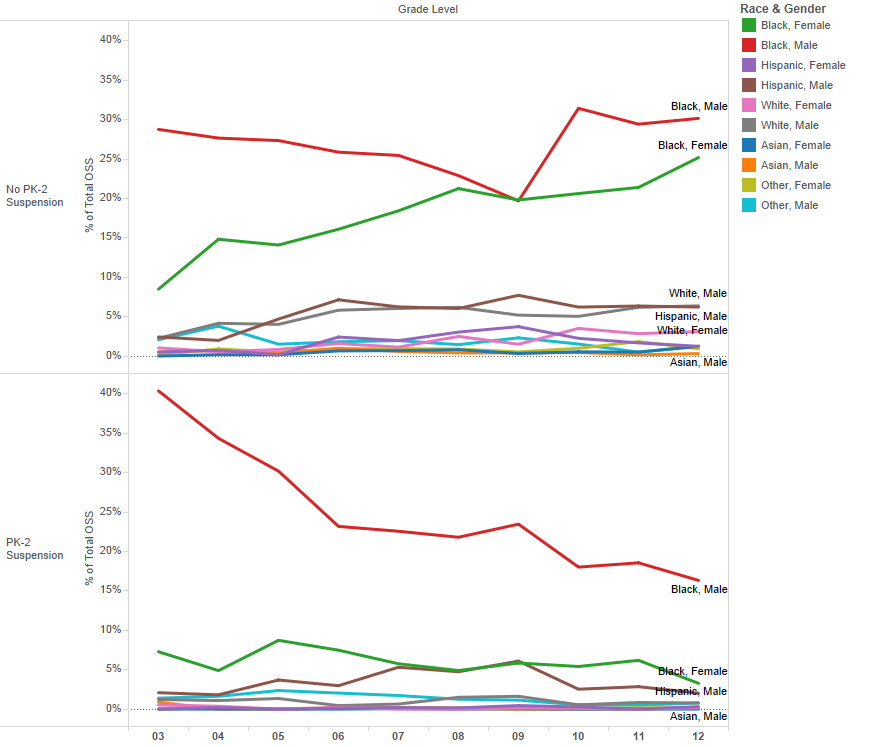 Grade Level
Race & Gender
Black, Female
Black, Male
Hispanic, Female
Hispanic, Male
White, Female
White, Male
Asian, Female
Asian, Male
Other, Female
Other, Male
No PK-2
Suspension
% of Total OSS
40%
35%
30%
25%
20%
15%
10%
5%
0%
Black, Male
Black, Female
White, Male
Hispanic, Male
White, Female
Asian, Male
PK-2
Suspension
% of Total OSS
40%
35%
30%
25%
20%
15%
10%
5%
0%
Black, Male
Black, Female
Hispanic, Male
Asian, Male
03 04 05 06 07 08 09 10 11 12